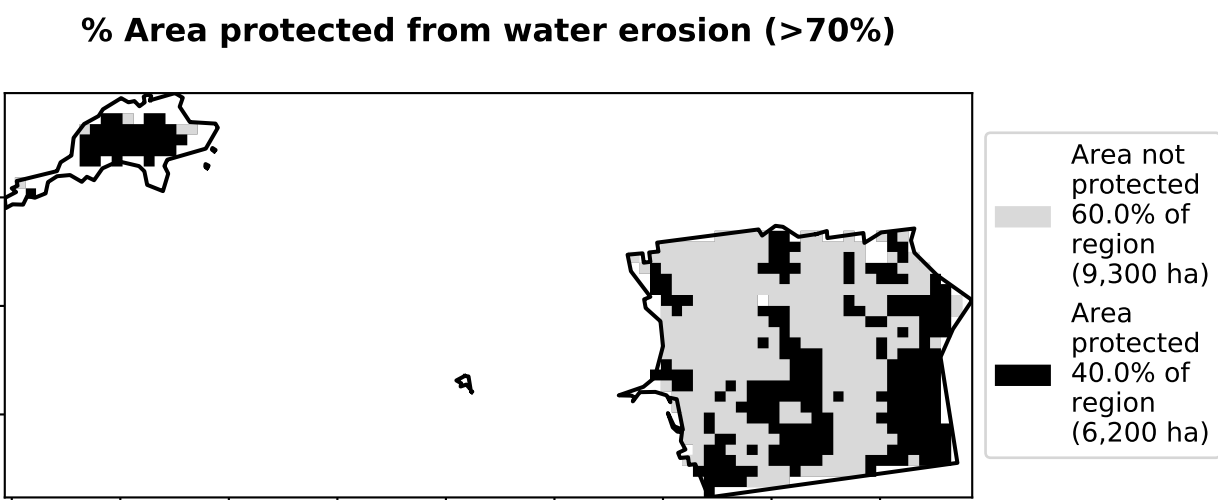 % Area protected from water erosion (>70%)
Area not
protected
60.0% of
region
(9,300 ha)
Area
protected
40.0% of
region
(6,200 ha)